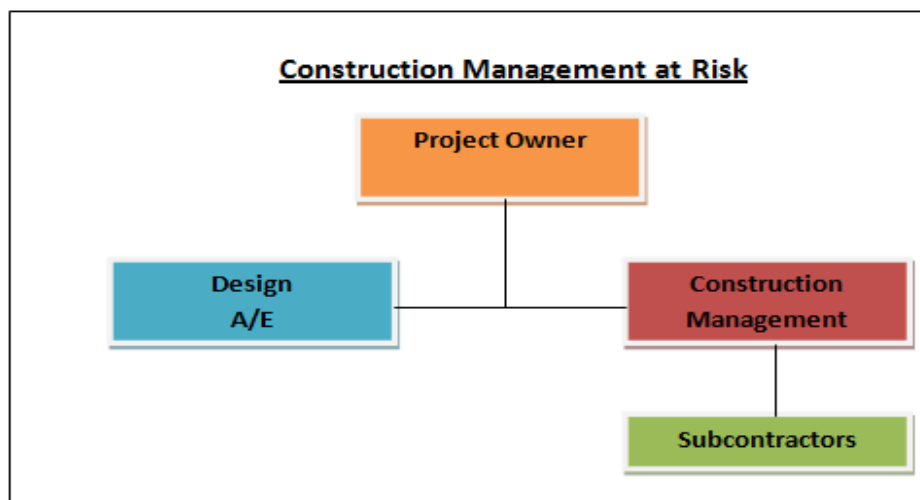 Construction Management at Risk
Project Owner
Design
A/E
Construction
Management
Subcontractors